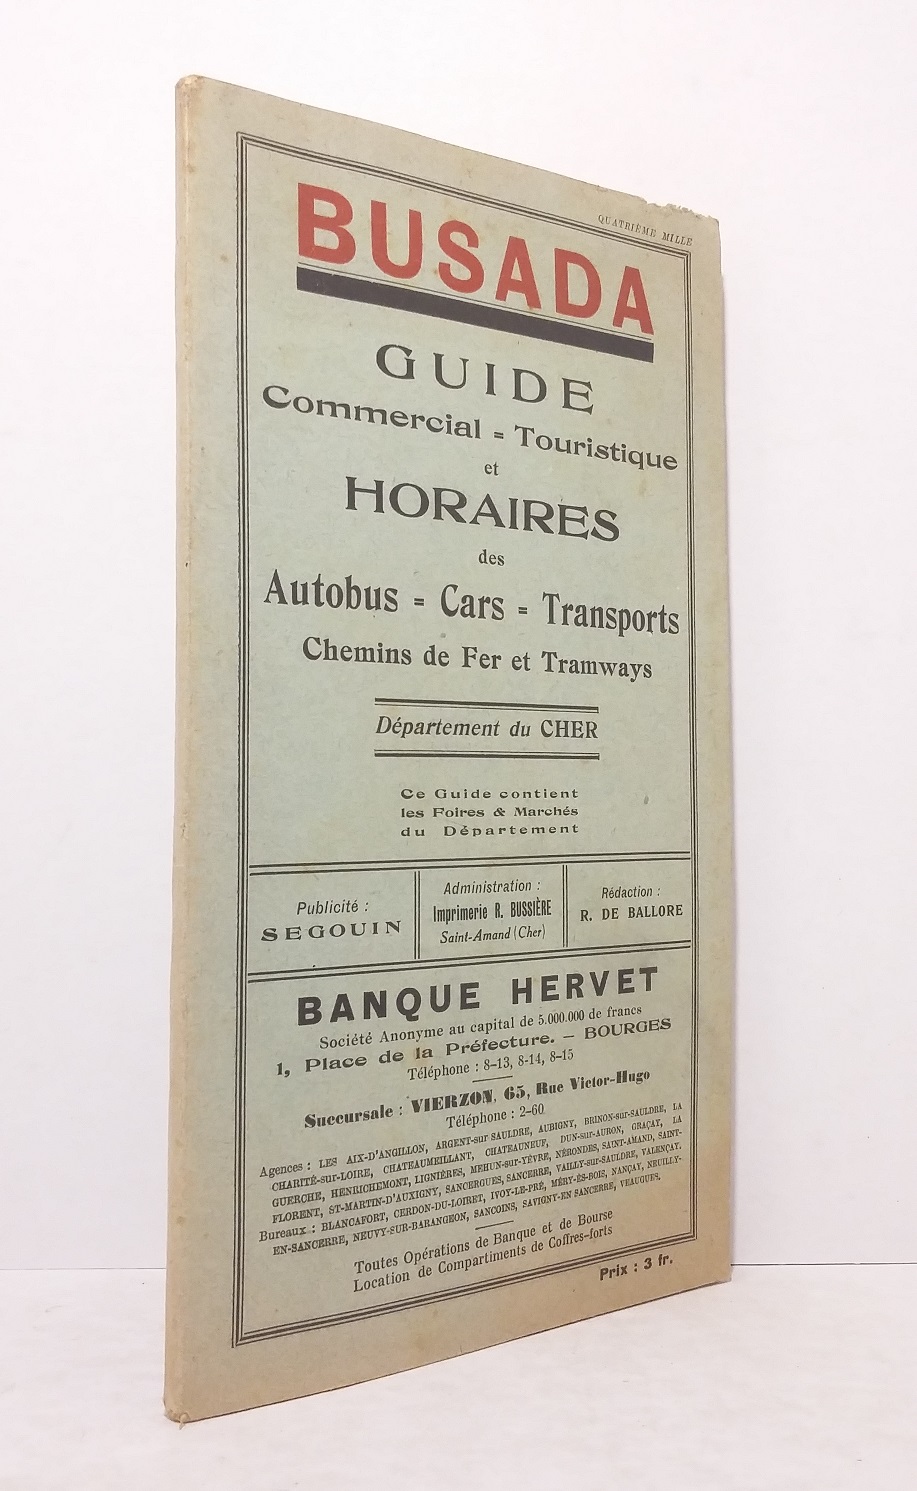 QUATRIÈME MILLE
BUSADA
GUIDE
Commercial = Touristique
et
HORAIRES
des
Autobus = Cars = Transports
Chemins de Fer et Tramways
Département du CHER
Ce Guide contient
les Foires & Marchés
du Département
Publicité :
SEGOUIN
Administration :
Imprimerie R. BUSSIÈRE
Saint-Amand (Cher)
Rédaction :
R. DE BALLORE
BANQUE HERVET
Société Anonyme au capital de 5.000.000 de francs
1, Place de la Préfecture. – BOURGES
Téléphone : 8-13, 8-14, 8-15
Succursale : VIERZON, 65, Rue Victor-Hugo
Téléphone : 2-60
Agences : LES AIX-D'ANGILLON, ARGENT-sur SAULDRE, AUBIGNY, BRINON-sur-SAULDRE, LA
CHARITÉ-sur-LOIRE, CHATEAUMEILLANT, CHATEAUNEUF, DUN-sur-AURON, GRAÇAY, LA
GUERCHE, HENRICHEMONT, LIGNIÈRES, MEHUN-sur-YÈVRE, NÉRONDES, SAINT-AMAND, SAINT-
FLORENT, ST-MARTIN-D'AUXIGNY, SANCERGUES, SANCERRE, VAILLY-sur-SAULDRE, VALENÇAY.
Bureaux : BLANCAFORT, CERDON-DU-LOIRET, IVOY-LE-PRÉ, MÉRY-ÈS-BOIS, NANÇAY, NEUILLY-
EN-SANCERRE, NEUVY-SUR-BARANGEON, SANCOINS, SAVIGNY-EN SANCERRE, VEAUGUES.
Toutes Opérations de Banque et de Bourse
Location de Compartiments de Coffres-forts
Prix : 3 fr.